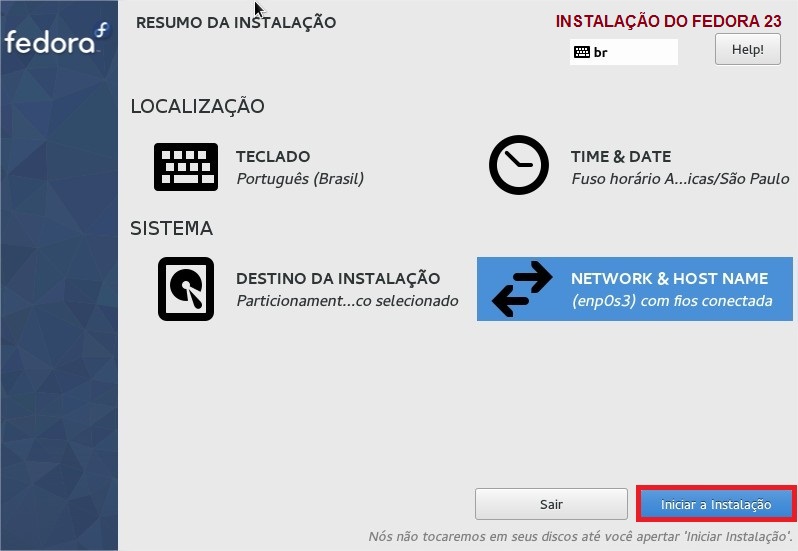 fedora
RESUMO DA INSTALAÇÃO
INSTALAÇÃO DO FEDORA 23
br
Help!
LOCALIZAÇÃO
TECLADO
Português (Brasil)
TIME & DATE
Fuso horário A...icas/São Paulo
SISTEMA
DESTINO DA INSTALAÇÃO
Particionament...co selecionado
NETWORK & HOST NAME
(enp0s3) com fios conectada
Sair
Iniciar a Instalação
Nós não tocaremos em seus discos até você apertar 'Iniciar Instalação'.